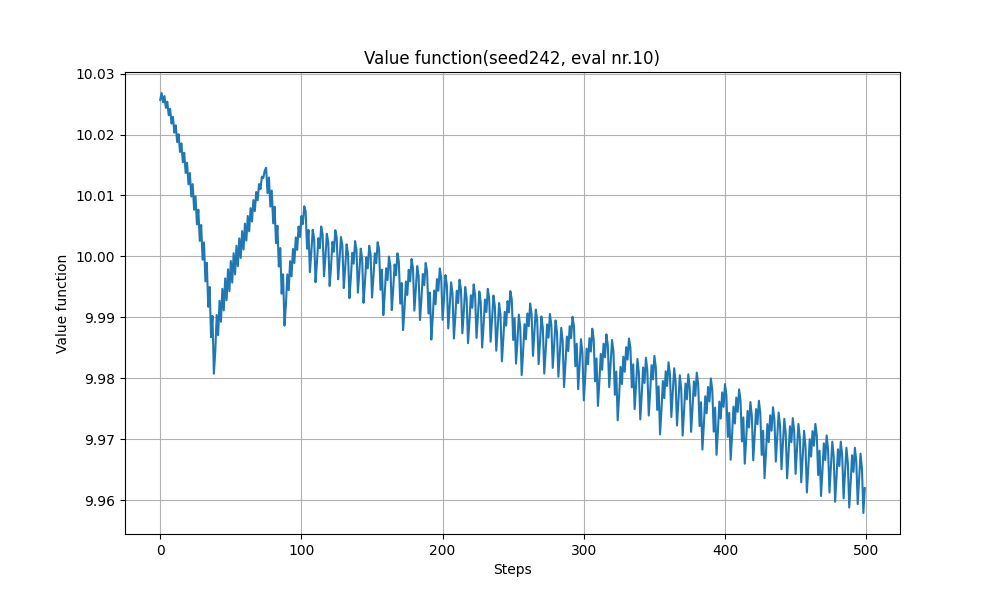 Value function(seed242, eval nr.10)
10.03
10.02
10.01
10.00
9.99
9.98
9.97
9.96
Value function
0 100 200 300 400 500
Steps